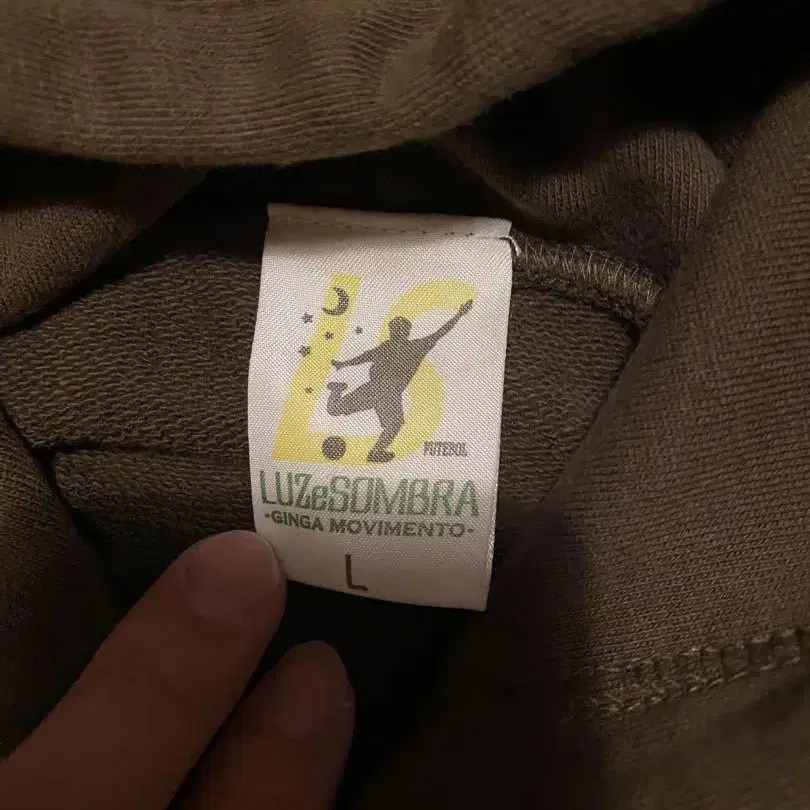 FUTEBOL
LUZeSOMBRA
-GINGA MOVIMENTO-
L